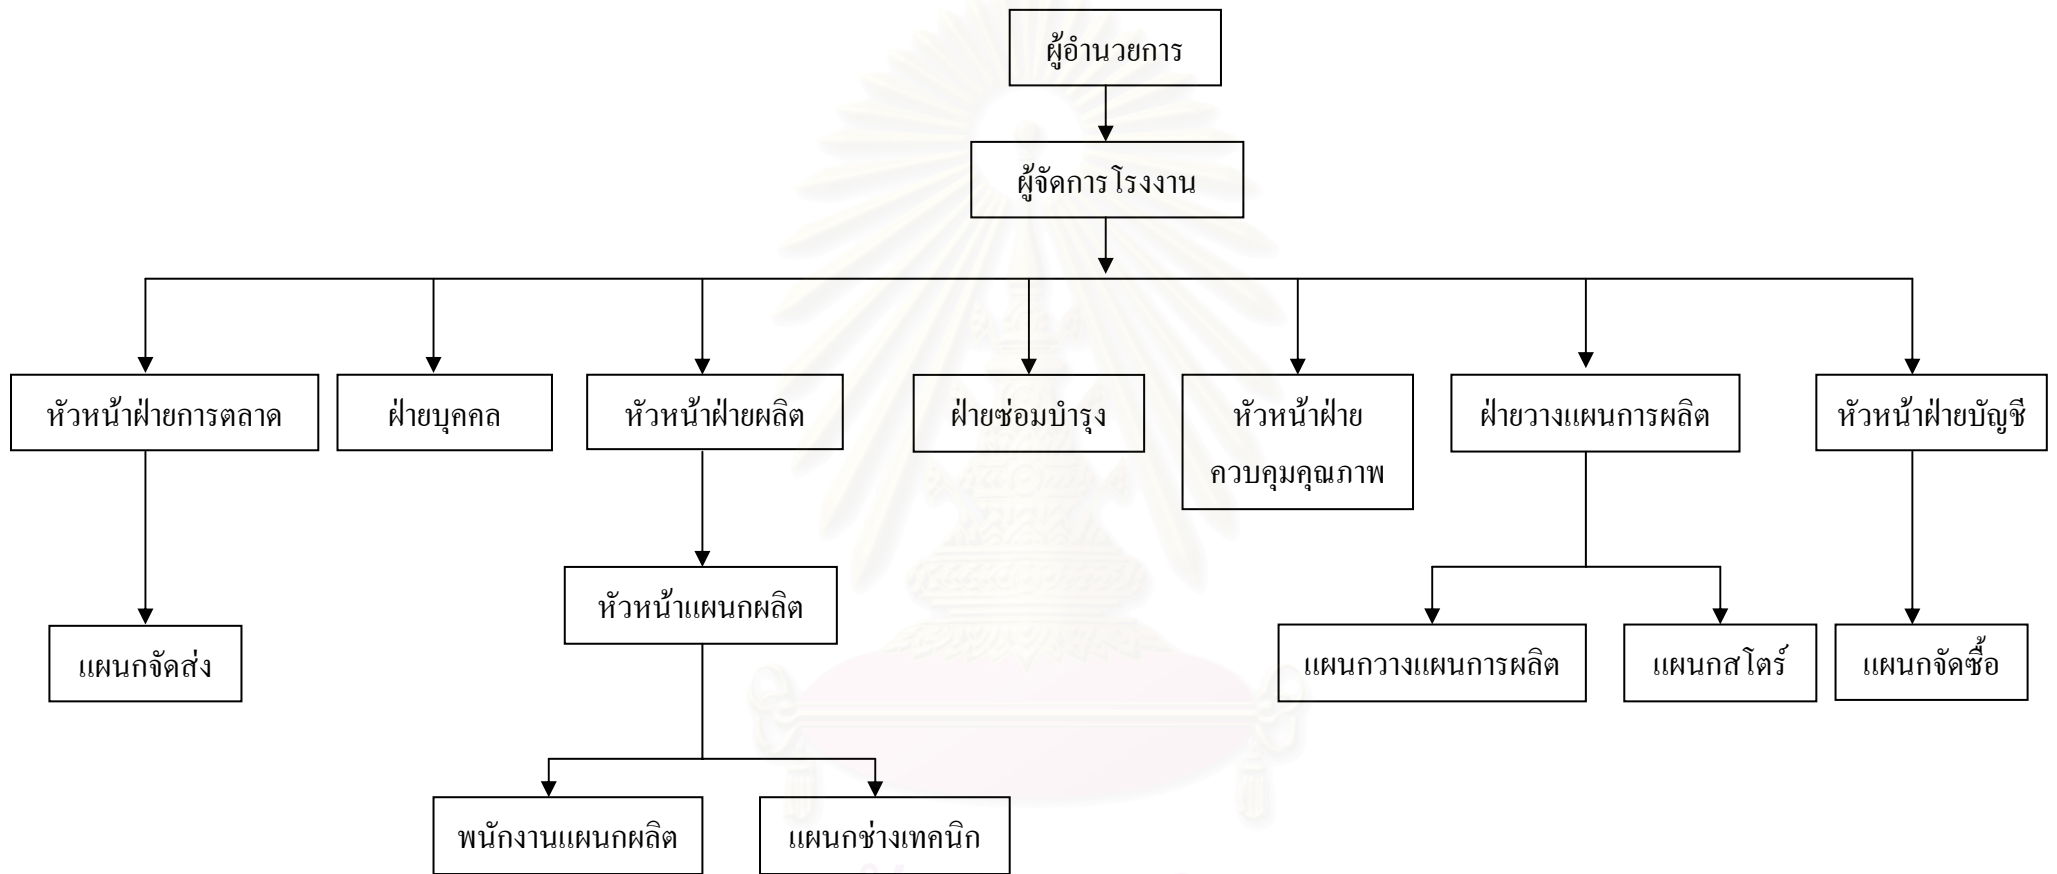 ผู้อำนวยการ
ผู้จัดการโรงงาน
หัวหน้าฝ่ายการตลาด
ฝ่ายบุคคล
หัวหน้าฝ่ายผลิต
ฝ่ายซ่อมบำรุง
หัวหน้าฝ่าย
ควบคุมคุณภาพ
ฝ่ายวางแผนการผลิต
หัวหน้าฝ่ายบัญชี
หัวหน้าแผนกผลิต
แผนกจัดส่ง
แผนกวางแผนการผลิต
แผนกสโตร์
แผนกจัดซื้อ
พนักงานแผนกผลิต
แผนกช่างเทคนิก